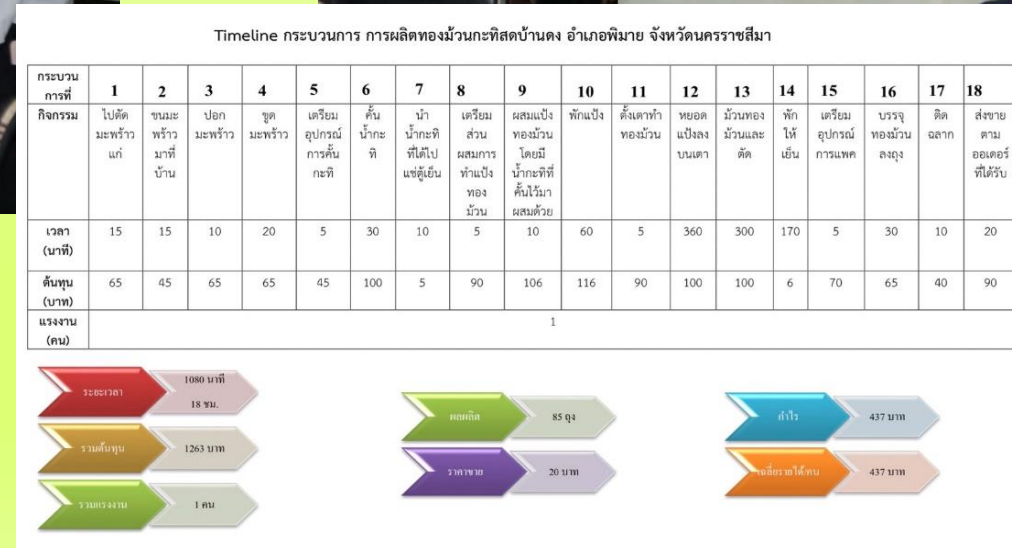 Timeline กระบวนการ การผลิตทองม้วนกะทิสดบ้านดง อำเภอพิมาย จังหวัดนครราชสีมา
กระบวนการที่ 1 2 3 4 5 6 7 8 9 10 11 12 13 14 15 16 17 18
กิจกรรม ไปตัดมะพร้าวแก่ ขนมะพร้าวมาที่บ้าน ปอกมะพร้าว ขูดมะพร้าว เตรียมอุปกรณ์การคั้นกะทิ คั้นน้ำกะทิ นำน้ำกะทิที่ได้ไปแช่ตู้เย็น เตรียมส่วนผสมการทำแป้งทองม้วน ผสมแป้งทองม้วนโดยมีน้ำกะทิที่คั้นไว้มาผสมด้วย พักแป้ง ตั้งเตาทำทองม้วน หยอดแป้งลงบนเตา ม้วนทองม้วนและตัด พักให้เย็น เตรียมอุปกรณ์การแพค บรรจุทองม้วนลงถุง ติดฉลาก ส่งขายตามออเดอร์ที่ได้รับ
เวลา (นาที) 15 15 10 20 5 30 10 5 10 60 5 360 300 170 5 30 10 20
ต้นทุน (บาท) 65 45 65 65 45 100 5 90 106 116 90 100 100 6 70 65 40 90
แรงงาน (คน) 1
ระยะเวลา 1080 นาที
18 ชม.
รวมต้นทุน 1263 บาท
รวมแรงงาน 1 คน
ผลผลิต 85 ถุง
ราคาขาย 20 บาท
กำไร 437 บาท
เฉลี่ยรายได้/คน 437 บาท